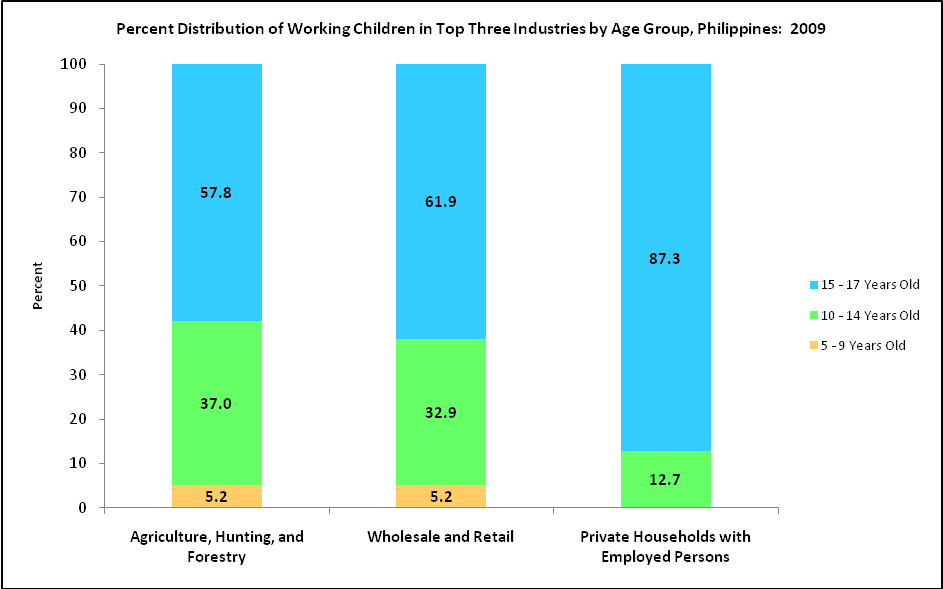 Percent Distribution of Working Children in Top Three Industries by Age Group, Philippines:  2009
100
90
80
70
60
50
40
30
20
10
0
Percent
57.8
37.0
5.2
61.9
32.9
5.2
87.3
12.7
15 - 17 Years Old
10 - 14 Years Old
5 - 9 Years Old
Agriculture, Hunting, and
Forestry
Wholesale and Retail
Private Households with
Employed Persons